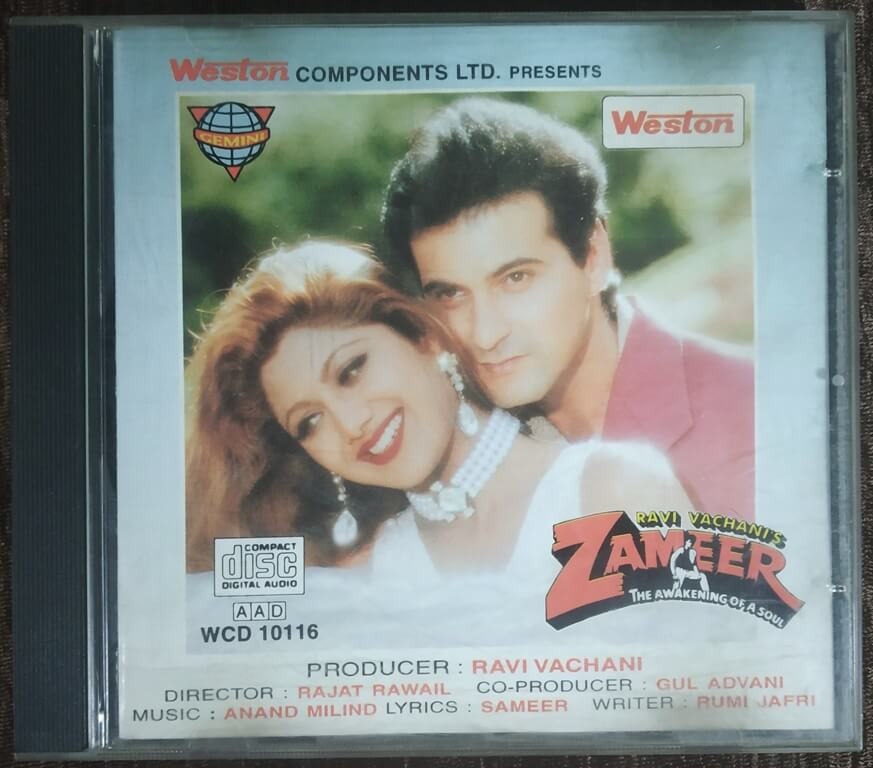 Weston COMPONENTS LTD. PRESENTS
GEMINI
Weston
RAVI VACHANI'S
ZAMEER
THE AWAKENING OF A SOUL
COMPACT
disc
DIGITAL AUDIO
AAD
WCD 10116
PRODUCER : RAVI VACHANI
DIRECTOR : RAJAT RAWAIL CO-PRODUCER : GUL ADVANI
MUSIC : ANAND MILIND LYRICS : SAMEER WRITER : RUMI JAFRI